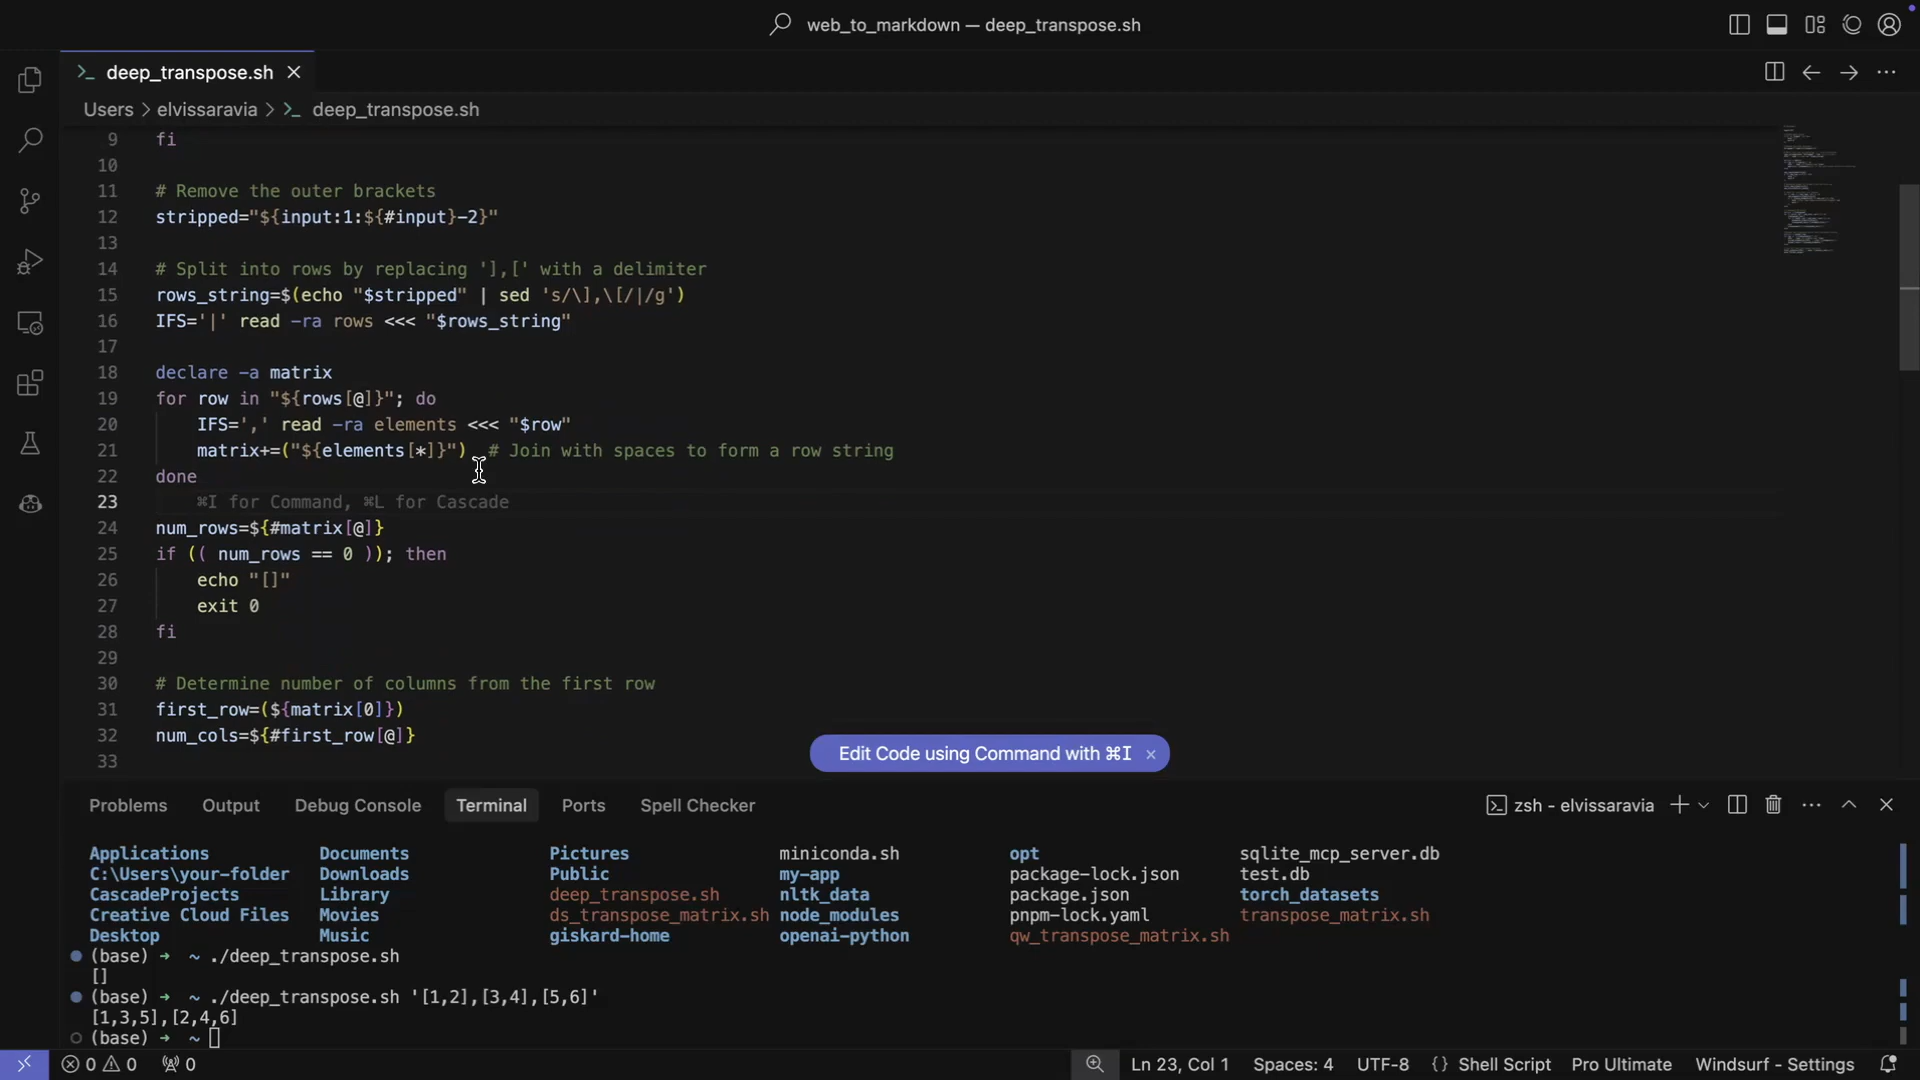 web_to_markdown — deep_transpose.sh
deep_transpose.sh
Users > elvissaravia > deep_transpose.sh
9 fi
10
11 # Remove the outer brackets
12 stripped="${input:1:${#input}-2}"
13
14 # Split into rows by replacing '],[' with a delimiter
15 rows_string=$(echo "$stripped" | sed 's/\],\[/|/g')
16 IFS='|' read -ra rows <<< "$rows_string"
17
18 declare -a matrix
19 for row in "${rows[@]}"; do
20     IFS=',' read -ra elements <<< "$row"
21     matrix+=("${elements[*]}")  # Join with spaces to form a row string
22 done
23     ⌘I for Command, ⌘L for Cascade
24 num_rows=${#matrix[@]}
25 if (( num_rows == 0 )); then
26     echo "[]"
27     exit 0
28 fi
29
30 # Determine number of columns from the first row
31 first_row=(${matrix[0]})
32 num_cols=${#first_row[@]}
33
Edit Code using Command with ⌘I ×
Problems Output Debug Console Terminal Ports Spell Checker zsh - elvissaravia
Applications Documents Pictures miniconda.sh opt sqlite_mcp_server.db
C:\Users\your-folder Downloads Public my-app package-lock.json test.db
CascadeProjects Library deep_transpose.sh nltk_data package.json torch_datasets
Creative Cloud Files Movies ds_transpose_matrix.sh node_modules pnpm-lock.yaml transpose_matrix.sh
Desktop Music giskard-home openai-python qw_transpose_matrix.sh
(base) → ~ ./deep_transpose.sh
[]
(base) → ~ ./deep_transpose.sh '[1,2],[3,4],[5,6]'
[1,3,5],[2,4,6]
(base) → ~
0 0 0 Ln 23, Col 1 Spaces: 4 UTF-8 {} Shell Script Pro Ultimate Windsurf - Settings